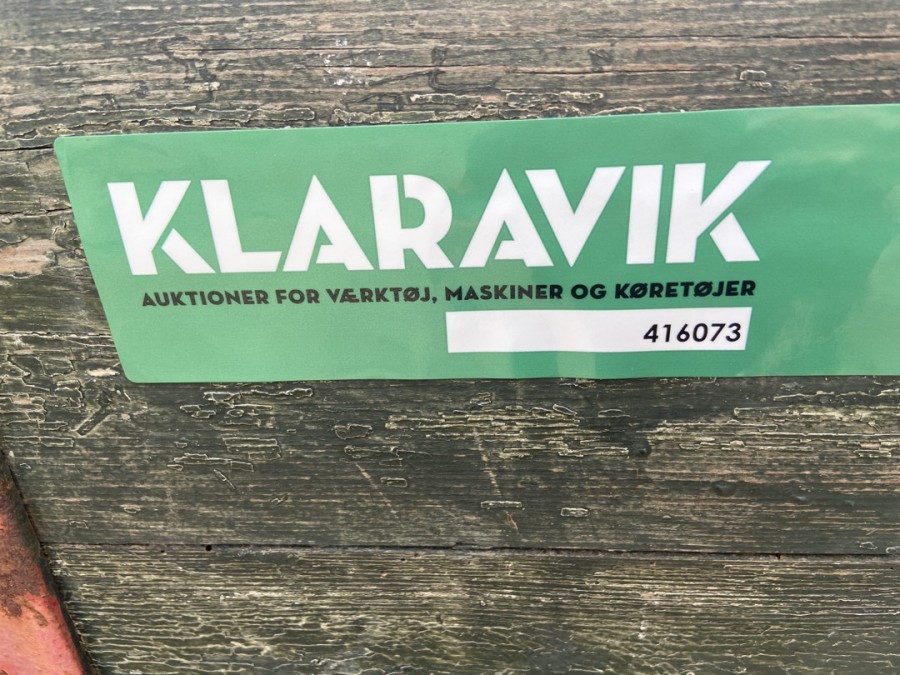 KLARAVIK
AUKTIONER FOR VÆRKTØJ, MASKINER OG KØRETØJER
416073